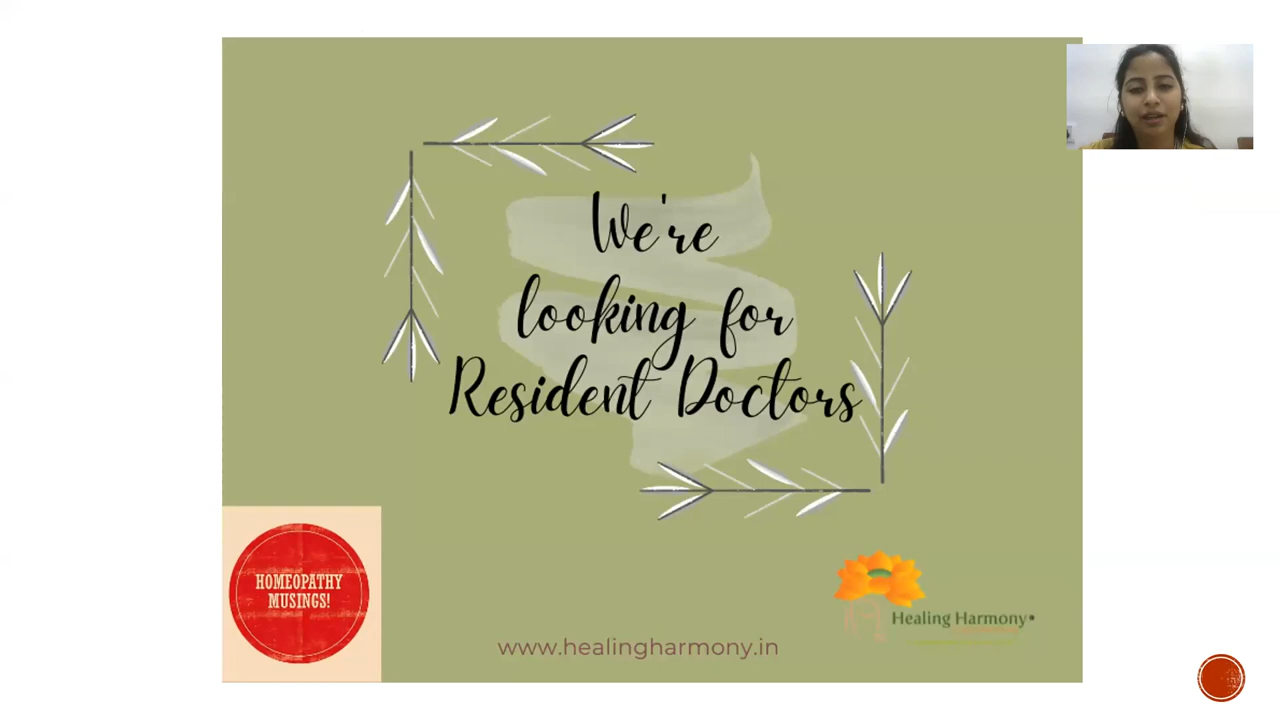 We're
looking for
Resident Doctors
HOMEOPATHY
MUSINGS!
Healing Harmony
www.healingharmony.in